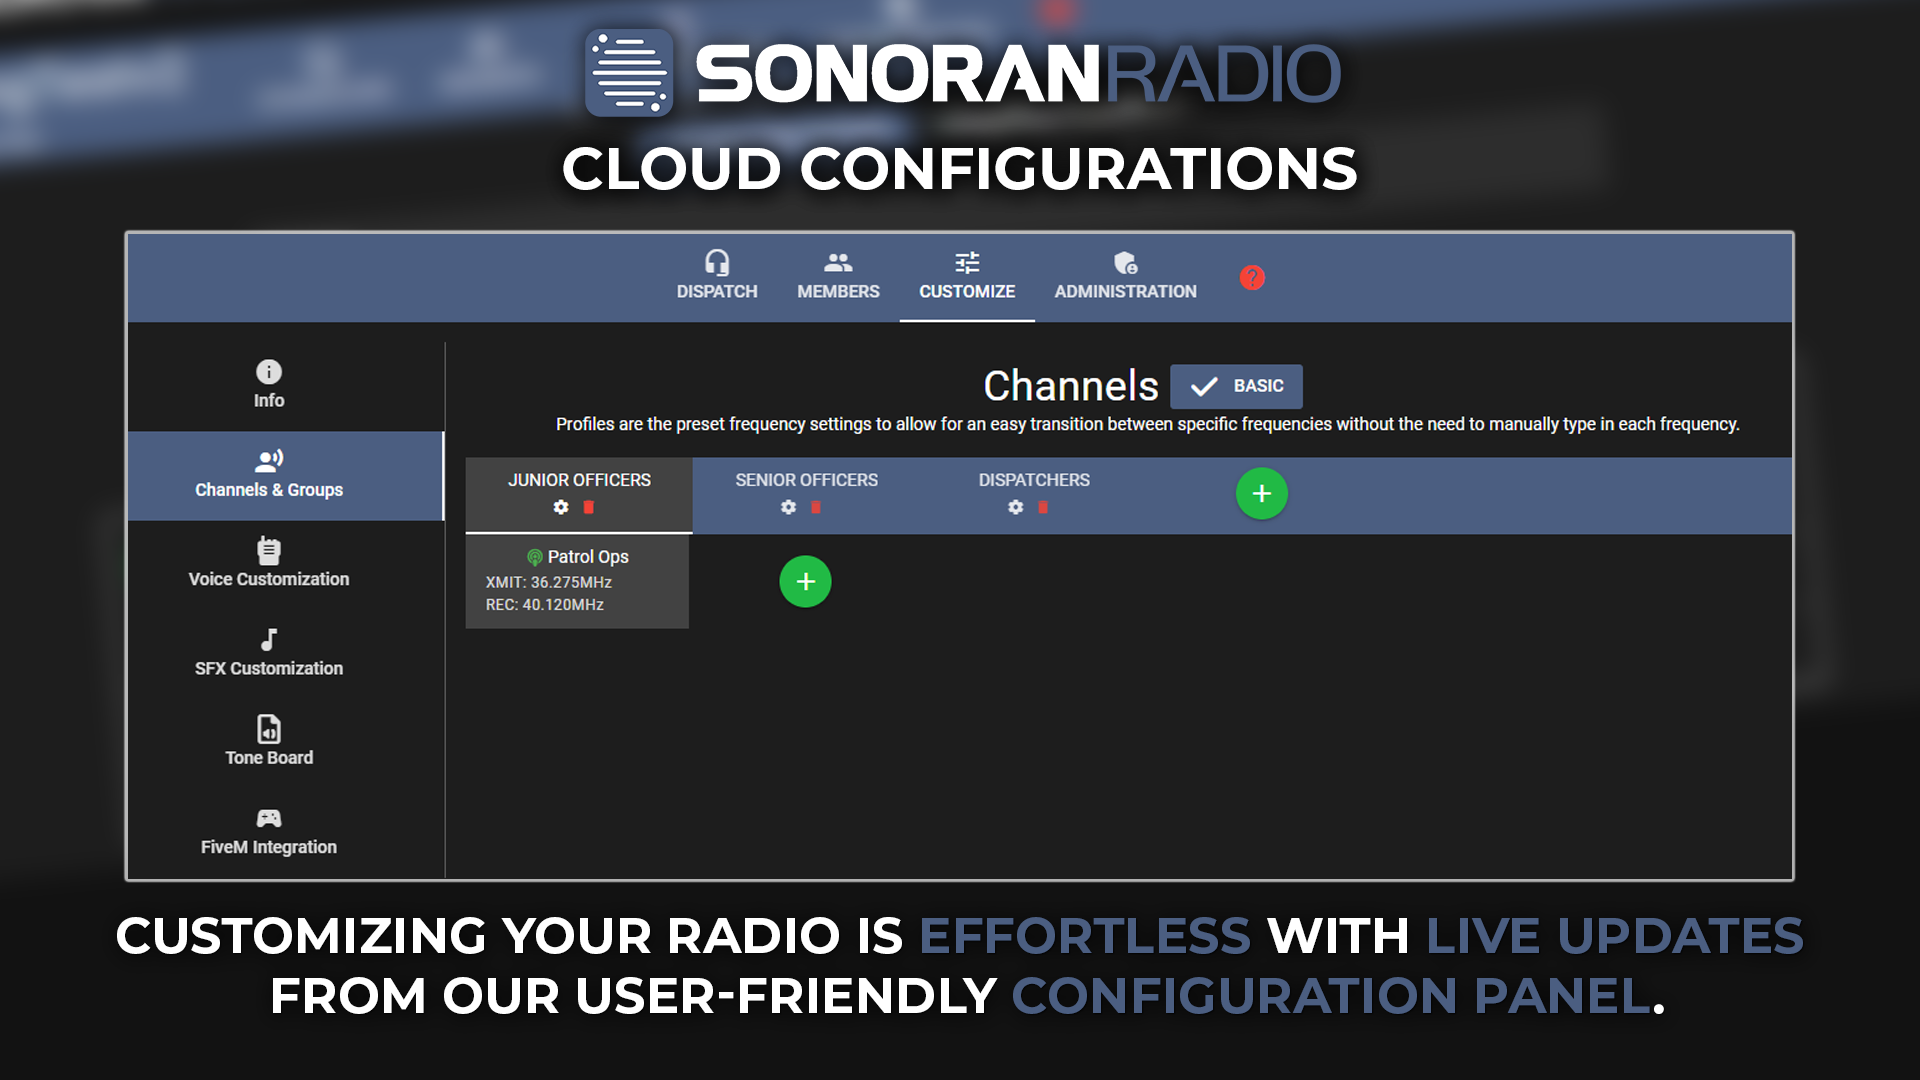 SONORANRADIO
CLOUD CONFIGURATIONS
DISPATCH
MEMBERS
CUSTOMIZE
ADMINISTRATION
?
Info
Channels & Groups
Voice Customization
SFX Customization
Tone Board
FiveM Integration
Channels
BASIC
Profiles are the preset frequency settings to allow for an easy transition between specific frequencies without the need to manually type in each frequency.
JUNIOR OFFICERS
SENIOR OFFICERS
DISPATCHERS
Patrol Ops
XMIT: 36.275MHz
REC: 40.120MHz
CUSTOMIZING YOUR RADIO IS EFFORTLESS WITH LIVE UPDATES
FROM OUR USER-FRIENDLY CONFIGURATION PANEL.